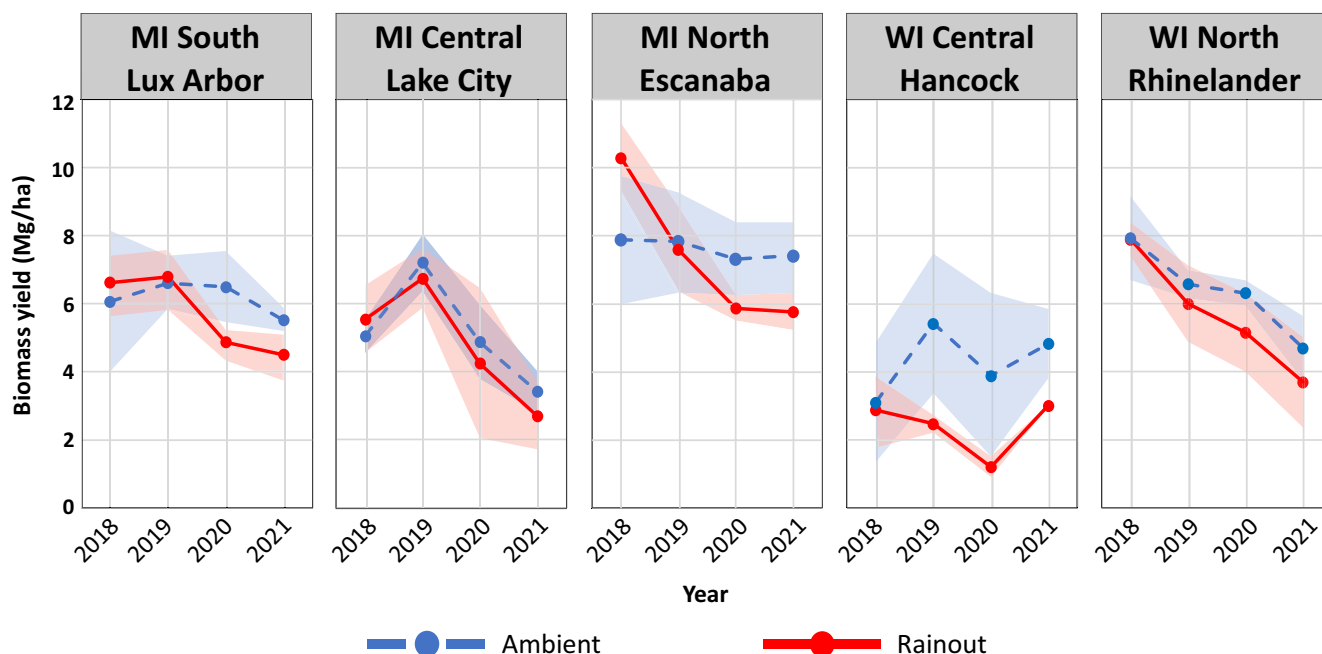 MI South
Lux Arbor
MI Central
Lake City
MI North
Escanaba
WI Central
Hancock
WI North
Rhinelander
Biomass yield (Mg/ha)
12
10
8
6
4
2
0
2018 2019 2020 2021
2018 2019 2020 2021
2018 2019 2020 2021
2018 2019 2020 2021
2018 2019 2020 2021
Year
Ambient Rainout